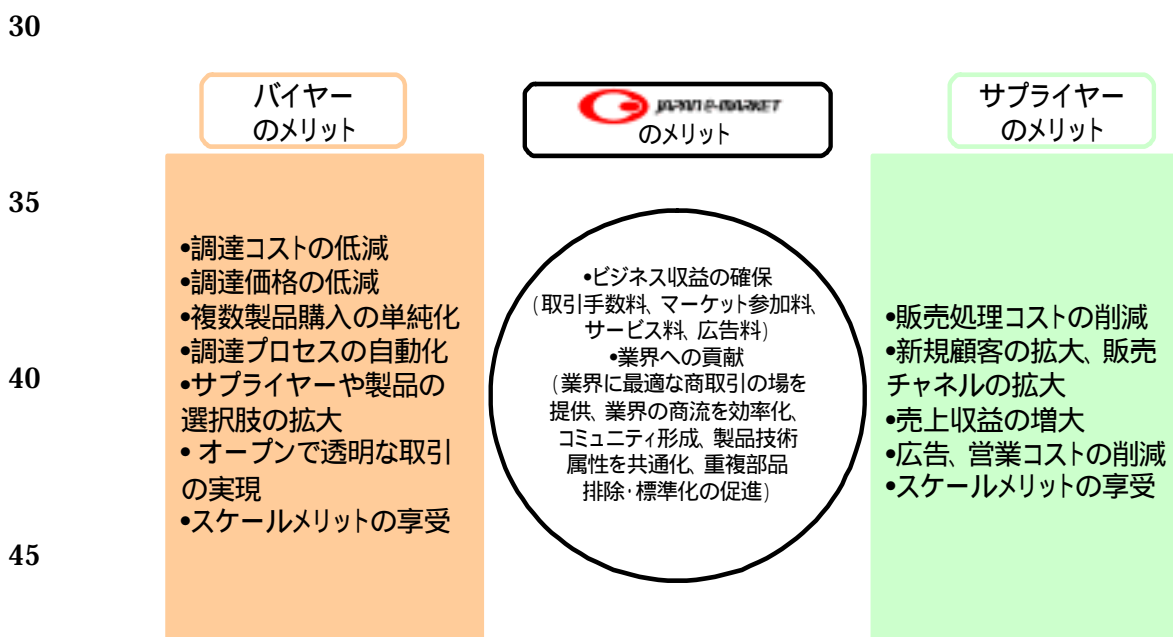 30
バイヤー
のメリット
JAPAN E-MARKET
のメリット
サプライヤー
のメリット
35
•調達コストの低減
•調達価格の低減
•複数製品購入の単純化
•調達プロセスの自動化
•サプライヤーや製品の
選択肢の拡大
• オープンで透明な取引
の実現
•スケールメリットの享受
•ビジネス収益の確保
(取引手数料、マーケット参加料、
サービス料、広告料)
•業界への貢献
(業界に最適な商取引の場を
提供、業界の商流を効率化、
コミュニティ形成、製品技術
属性を共通化、重複部品
排除・標準化の促進)
•販売処理コストの削減
•新規顧客の拡大、販売
チャネルの拡大
•売上収益の増大
•広告、営業コストの削減
•スケールメリットの享受
40
45